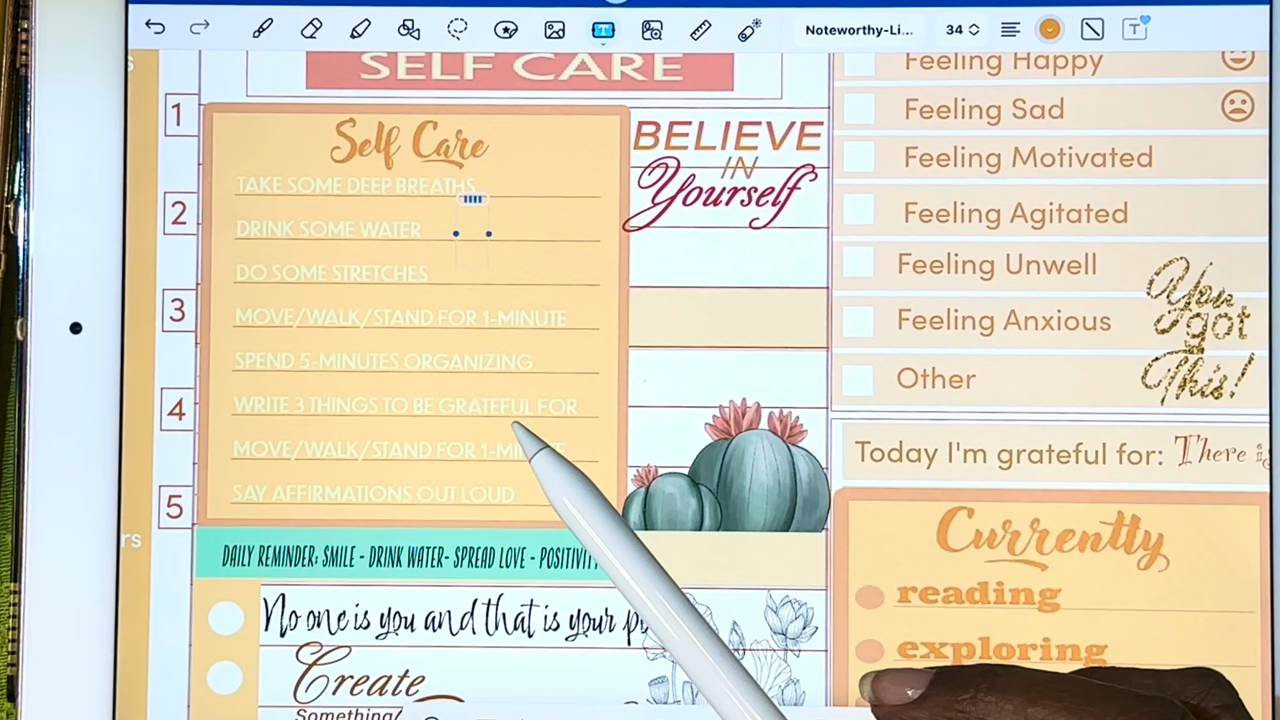 Noteworthy-Li... 34
SELF CARE
1
2
3
4
5
Self Care
TAKE SOME DEEP BREATHS
DRINK SOME WATER
DO SOME STRETCHES
MOVE/WALK/STAND FOR 1-MINUTE
SPEND 5-MINUTES ORGANIZING
WRITE 3 THINGS TO BE GRATEFUL FOR
MOVE/WALK/STAND FOR 1-MI
SAY AFFIRMATIONS OUT LOUD
BELIEVE
IN
Yourself
DAILY REMINDER: SMILE - DRINK WATER- SPREAD LOVE - POSITIVIT
No one is you and that is your
Create
Something
Feeling Happy
Feeling Sad
Feeling Motivated
Feeling Agitated
Feeling Unwell
Feeling Anxious
Other
You
got
This!
Today I'm grateful for: There
Currently
reading
exploring